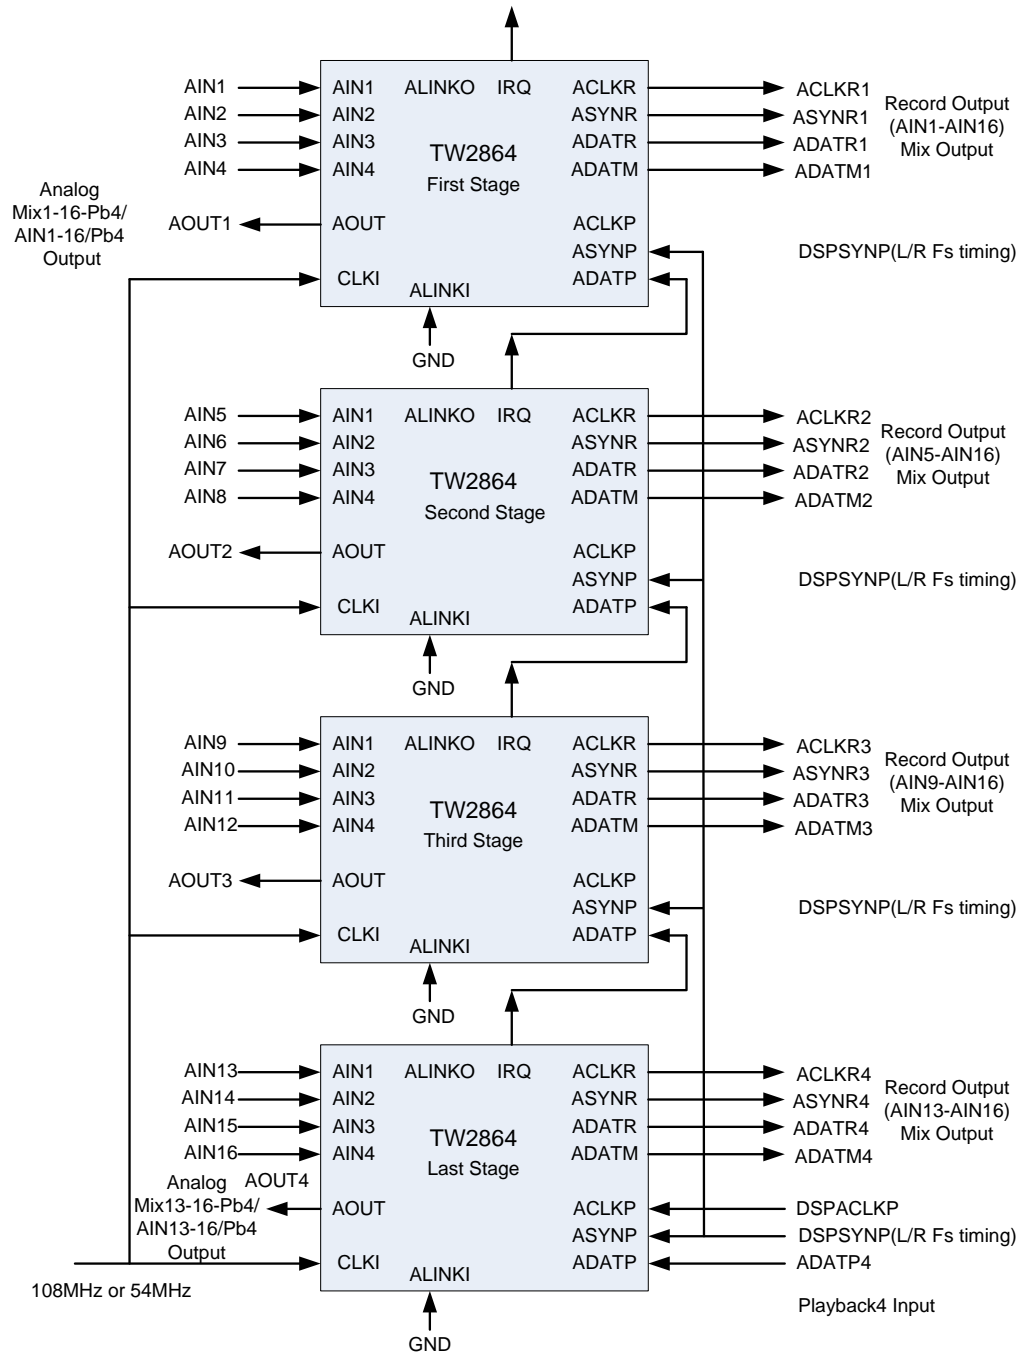 AIN1 AIN1 ALINKO IRQ ACLKR ACLKR1
AIN2 AIN2 ASYNR ASYNR1
AIN3 AIN3 ADATR ADATR1
AIN4 AIN4 ADATM ADATM1
TW2864
First Stage
Record Output
(AIN1-AIN16)
Mix Output
Analog
Mix1-16-Pb4/
AIN1-16/Pb4
Output
AOUT1 AOUT ACLKP
ASYNP DSPSYNP(L/R Fs timing)
CLKI ADATP
ALINKI
GND
AIN5 AIN1 ALINKO IRQ ACLKR ACLKR2
AIN6 AIN2 ASYNR ASYNR2
AIN7 AIN3 ADATR ADATR2
AIN8 AIN4 ADATM ADATM2
TW2864
Second Stage
Record Output
(AIN5-AIN16)
Mix Output
AOUT2 AOUT ACLKP
ASYNP DSPSYNP(L/R Fs timing)
CLKI ADATP
ALINKI
GND
AIN9 AIN1 ALINKO IRQ ACLKR ACLKR3
AIN10 AIN2 ASYNR ASYNR3
AIN11 AIN3 ADATR ADATR3
AIN12 AIN4 ADATM ADATM3
TW2864
Third Stage
Record Output
(AIN9-AIN16)
Mix Output
AOUT3 AOUT ACLKP
ASYNP DSPSYNP(L/R Fs timing)
CLKI ADATP
ALINKI
GND
AIN13 AIN1 ALINKO IRQ ACLKR ACLKR4
AIN14 AIN2 ASYNR ASYNR4
AIN15 AIN3 ADATR ADATR4
AIN16 AIN4 ADATM ADATM4
TW2864
Last Stage
Record Output
(AIN13-AIN16)
Mix Output
Analog
Mix13-16-Pb4/
AIN13-16/Pb4
Output
AOUT4 AOUT ACLKP DSPACLKP
ASYNP DSPSYNP(L/R Fs timing)
CLKI ADATP ADATP4
ALINKI
108MHz or 54MHz
Playback4 Input
GND